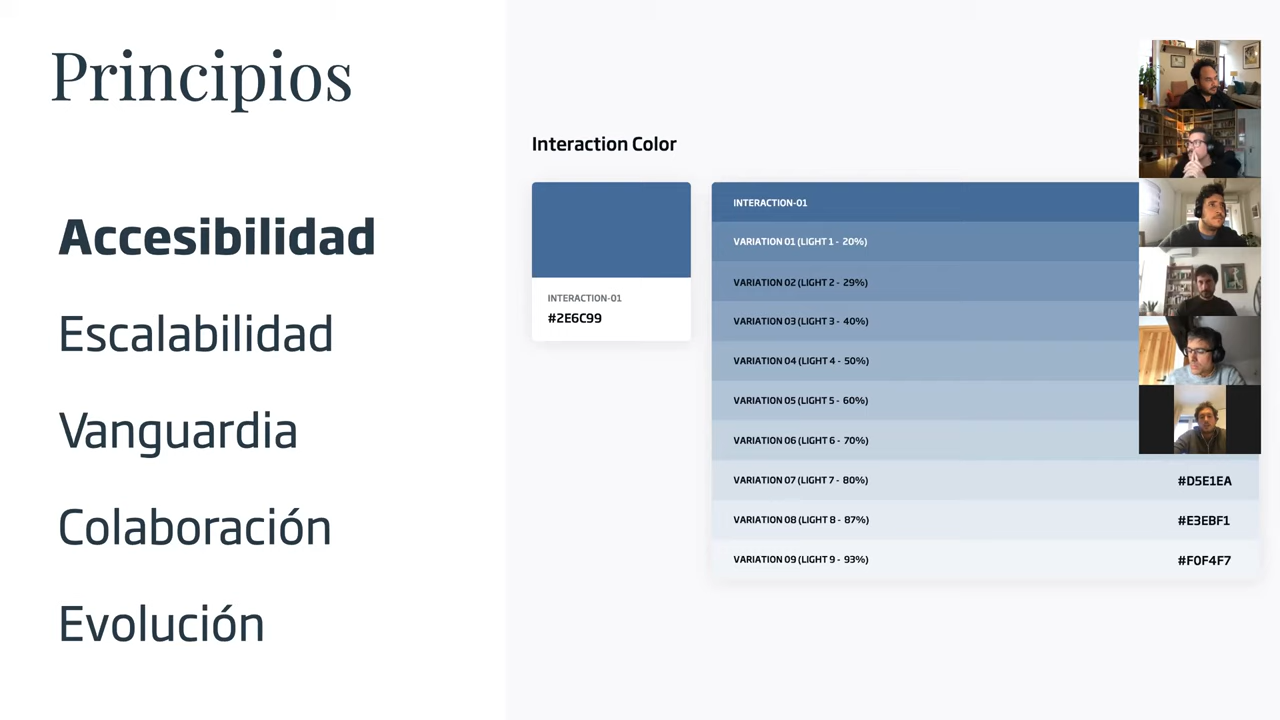 Principios
Accesibilidad
Escalabilidad
Vanguardia
Colaboración
Evolución
Interaction Color
INTERACTION-01
#2E6C99
INTERACTION-01
VARIATION 01 (LIGHT 1 - 20%)
VARIATION 02 (LIGHT 2 - 29%)
VARIATION 03 (LIGHT 3 - 40%)
VARIATION 04 (LIGHT 4 - 50%)
VARIATION 05 (LIGHT 5 - 60%)
VARIATION 06 (LIGHT 6 - 70%)
VARIATION 07 (LIGHT 7 - 80%) #D5E1EA
VARIATION 08 (LIGHT 8 - 87%) #E3EBF1
VARIATION 09 (LIGHT 9 - 93%) #F0F4F7